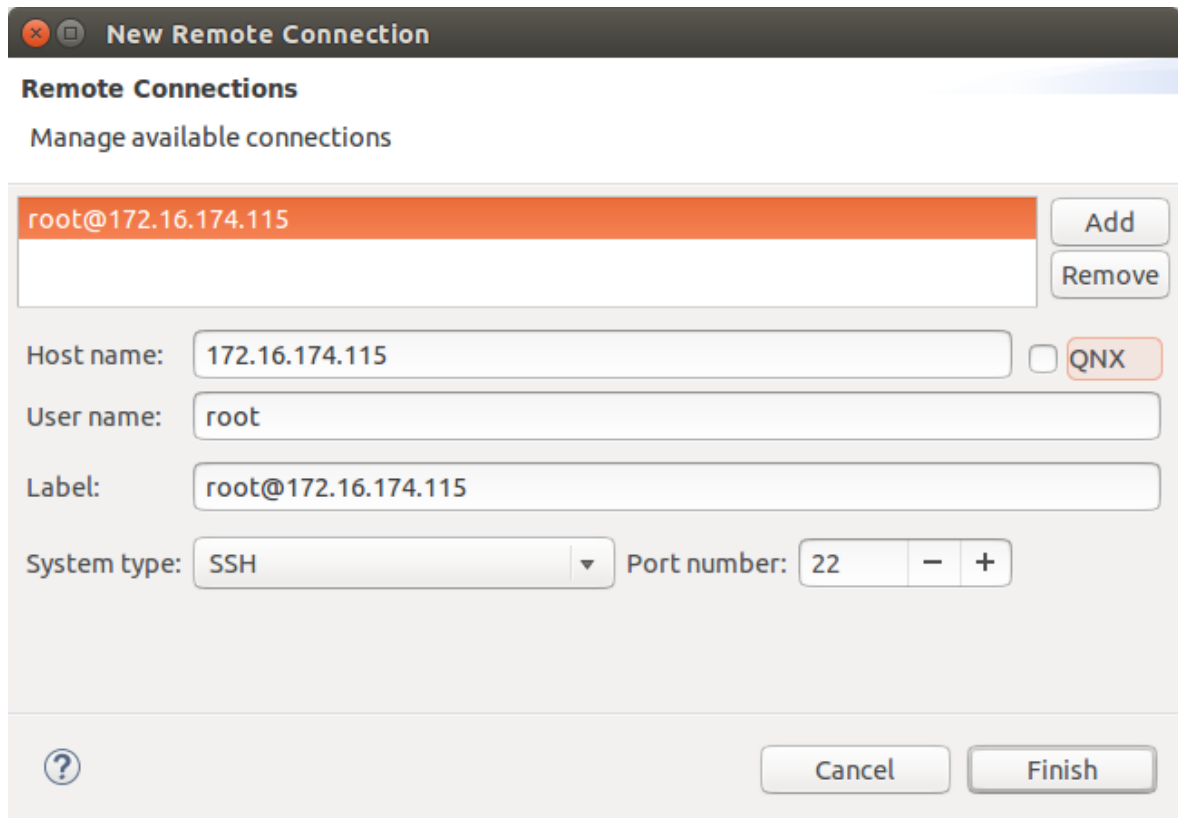 New Remote Connection
Remote Connections
Manage available connections
root@172.16.174.115
Add
Remove
Host name: 172.16.174.115 QNX
User name: root
Label: root@172.16.174.115
System type: SSH Port number: 22 − +
? Cancel Finish